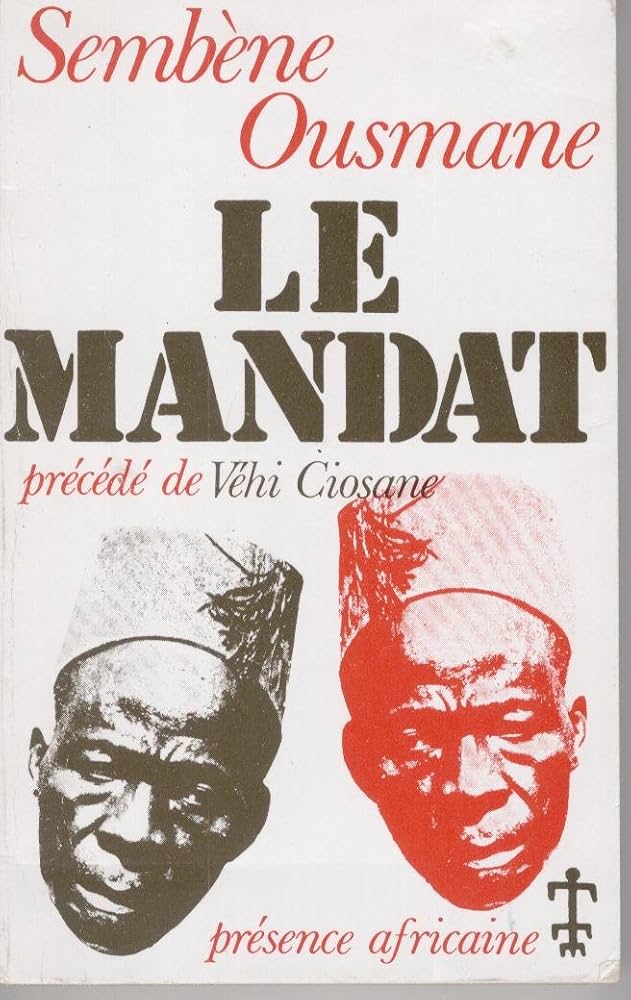 Sembène
Ousmane
LE
MANDAT
précédé de Véhi Ciosane
présence africaine